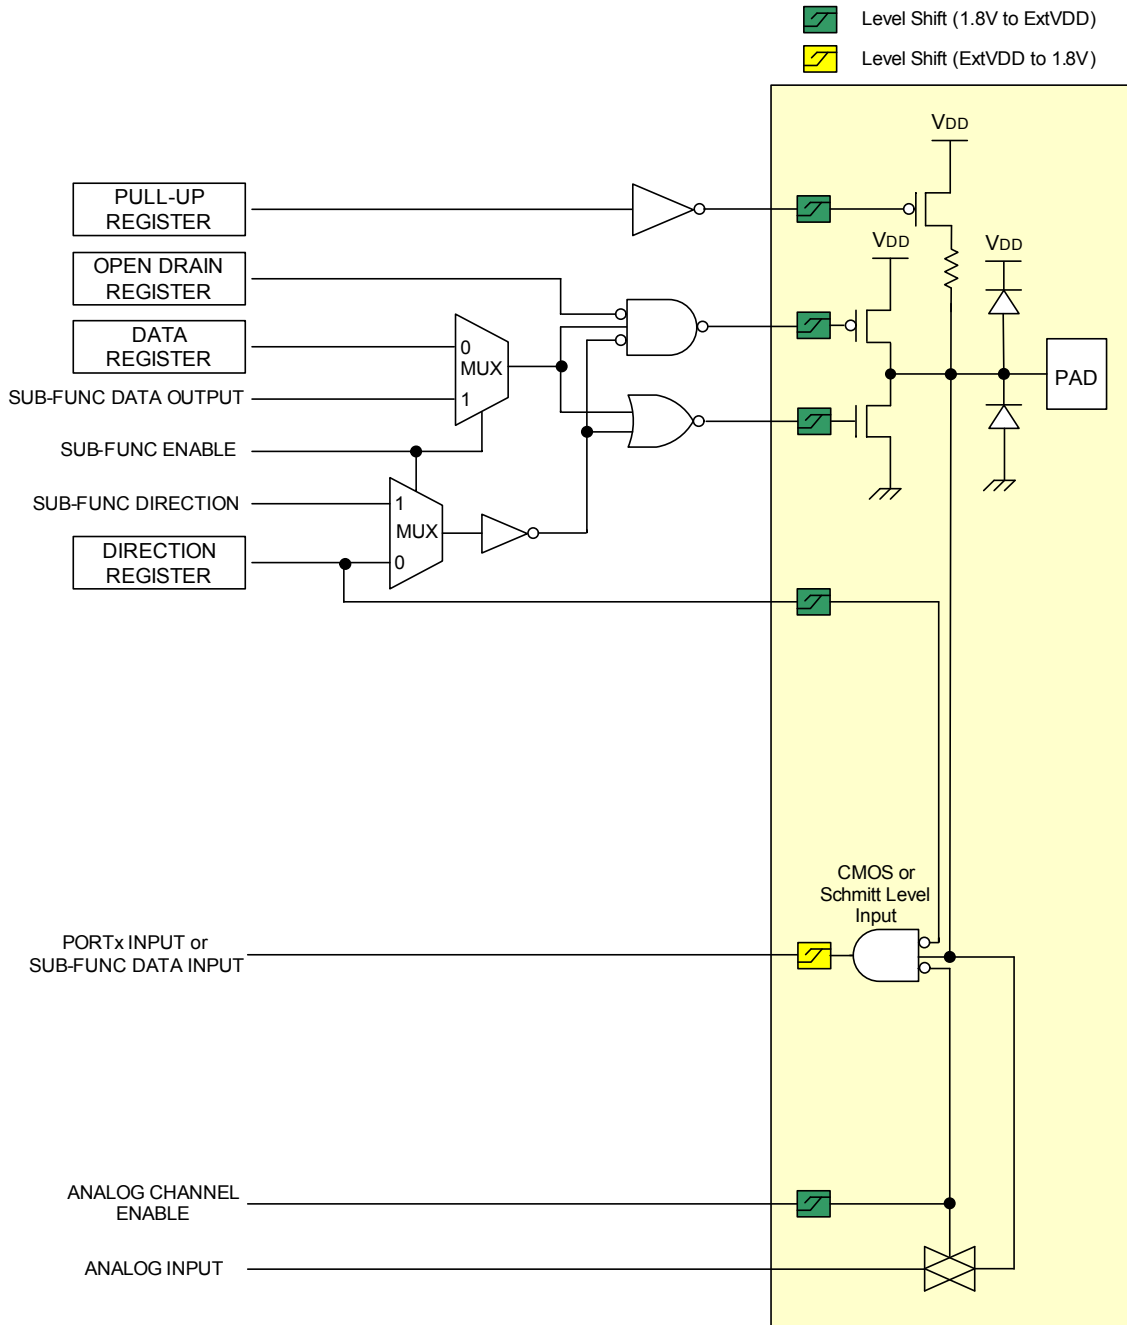 Level Shift (1.8V to ExtVDD)
Level Shift (ExtVDD to 1.8V)
VDD
PULL-UP
REGISTER
VDD
VDD
OPEN DRAIN
REGISTER
DATA
REGISTER
0
MUX
1
PAD
SUB-FUNC DATA OUTPUT
SUB-FUNC ENABLE
SUB-FUNC DIRECTION
1
MUX
0
DIRECTION
REGISTER
CMOS or
Schmitt Level
Input
PORTx INPUT or
SUB-FUNC DATA INPUT
ANALOG CHANNEL
ENABLE
ANALOG INPUT